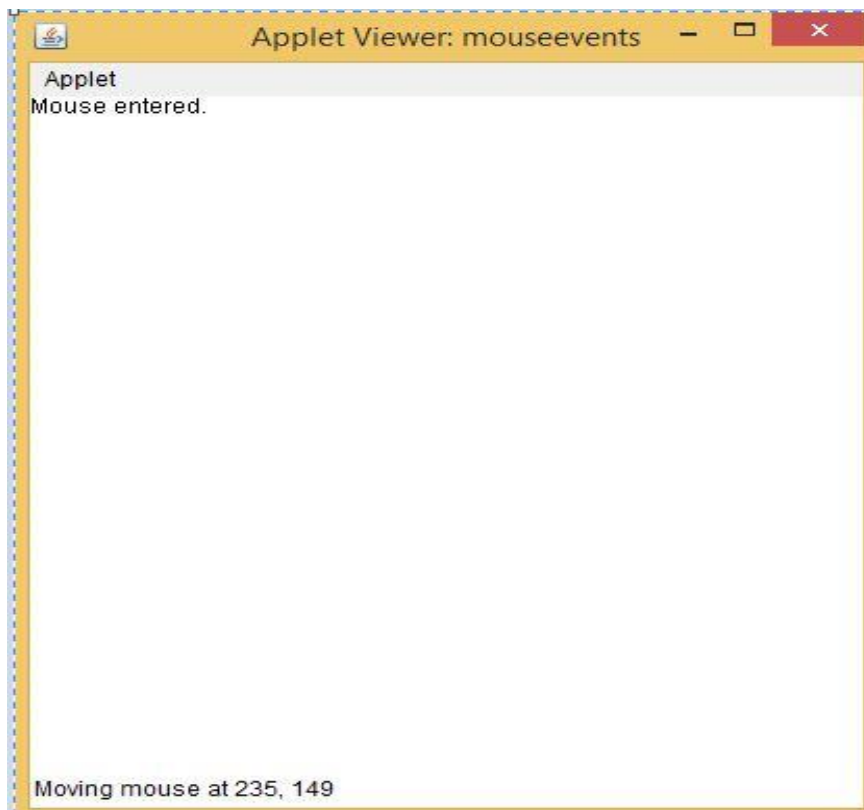 Applet Viewer: mouseevents
Applet
Mouse entered.
Moving mouse at 235, 149